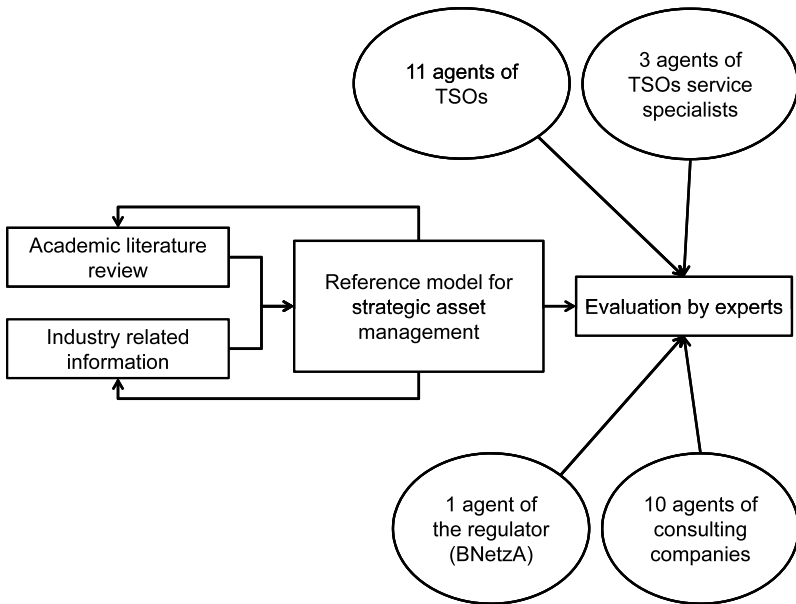 11 agents of
TSOs
3 agents of
TSOs service
specialists
Academic literature
review
Industry related
information
Reference model for
strategic asset
management
Evaluation by experts
1 agent of
the regulator
(BNetzA)
10 agents of
consulting
companies